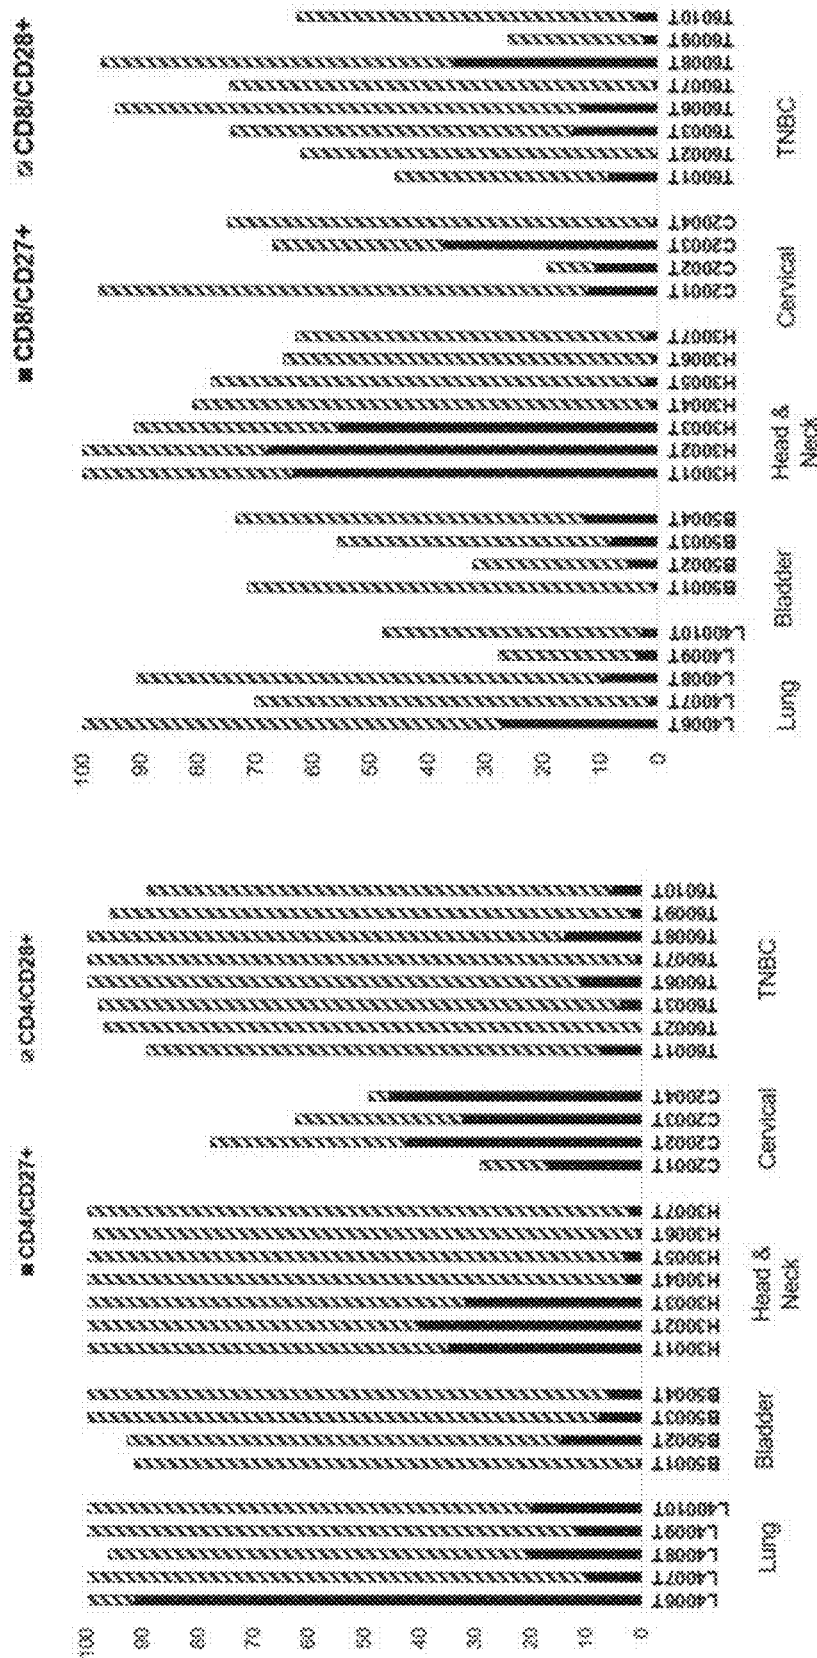 CD4/CD27+ CD4/CD28+
100
90
80
70
60
50
40
30
20
10
0
L4006T L4007T L4008T L4009T L40010T B5001T B5002T B5003T B5004T H3001T H3002T H3003T H3004T H3005T H3006T H3007T C2001T C2002T C2003T C2004T T6001T T6002T T6003T T6006T T6007T T6008T T6009T T6010T
Lung Bladder Head & Cervical TNBC
Neck
CD8/CD27+ CD8/CD28+
100
90
80
70
60
50
40
30
20
10
0
L4006T L4007T L4008T L4009T L40010T B5001T B5002T B5003T B5004T H3001T H3002T H3003T H3004T H3005T H3006T H3007T C2001T C2002T C2003T C2004T T6001T T6002T T6003T T6006T T6007T T6008T T6009T T6010T
Lung Bladder Head & Cervical TNBC
Neck